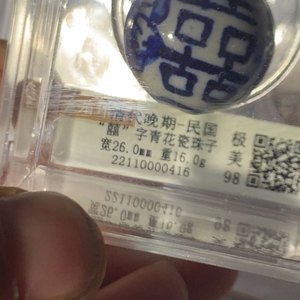 囍
清代晚期-民国 极
"囍"字青花瓷珠子 美
宽26.0mm 重16.0g
22110000416 98